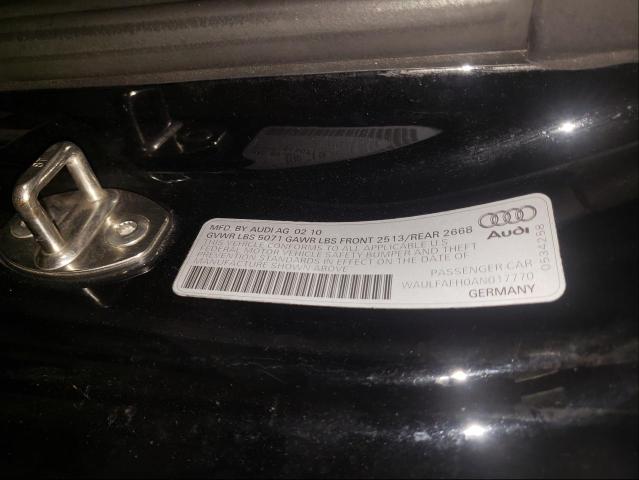 MFD BY AUDI AG 02 10
GVWR LBS 5071 GAWR LBS FRONT 2513/REAR 2668
THIS VEHICLE CONFORMS TO ALL APPLICABLE U.S
FED MOTOR VEHICLE SAFETY BUMPER AND THEFT
PREVENTION STANDARDS IN EFFECT ON THE DATE OF
MANUFACTURE SHOWN ABOVE
Audi
0534258
PASSENGER CAR
WAULFAFH0AN017770
GERMANY